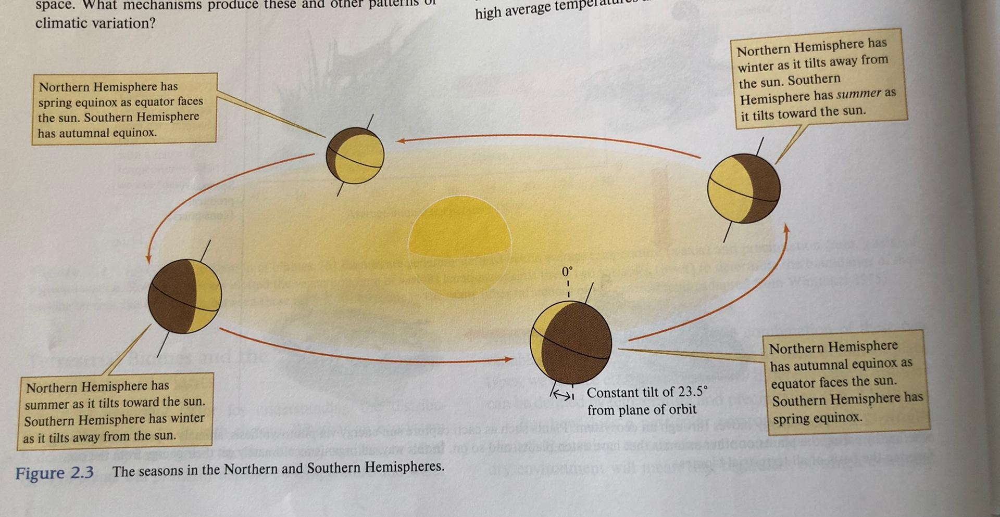 space. What mechanisms produce these and other patterns of
climatic variation?
high average temperatures
Northern Hemisphere has
spring equinox as equator faces
the sun. Southern Hemisphere
has autumnal equinox.
Northern Hemisphere has
winter as it tilts away from
the sun. Southern
Hemisphere has summer as
it tilts toward the sun.
0°
Northern Hemisphere has
summer as it tilts toward the sun.
Southern Hemisphere has winter
as it tilts away from the sun.
Constant tilt of 23.5°
from plane of orbit
Northern Hemisphere
has autumnal equinox as
equator faces the sun.
Southern Hemisphere has
spring equinox.
Figure 2.3 The seasons in the Northern and Southern Hemispheres.